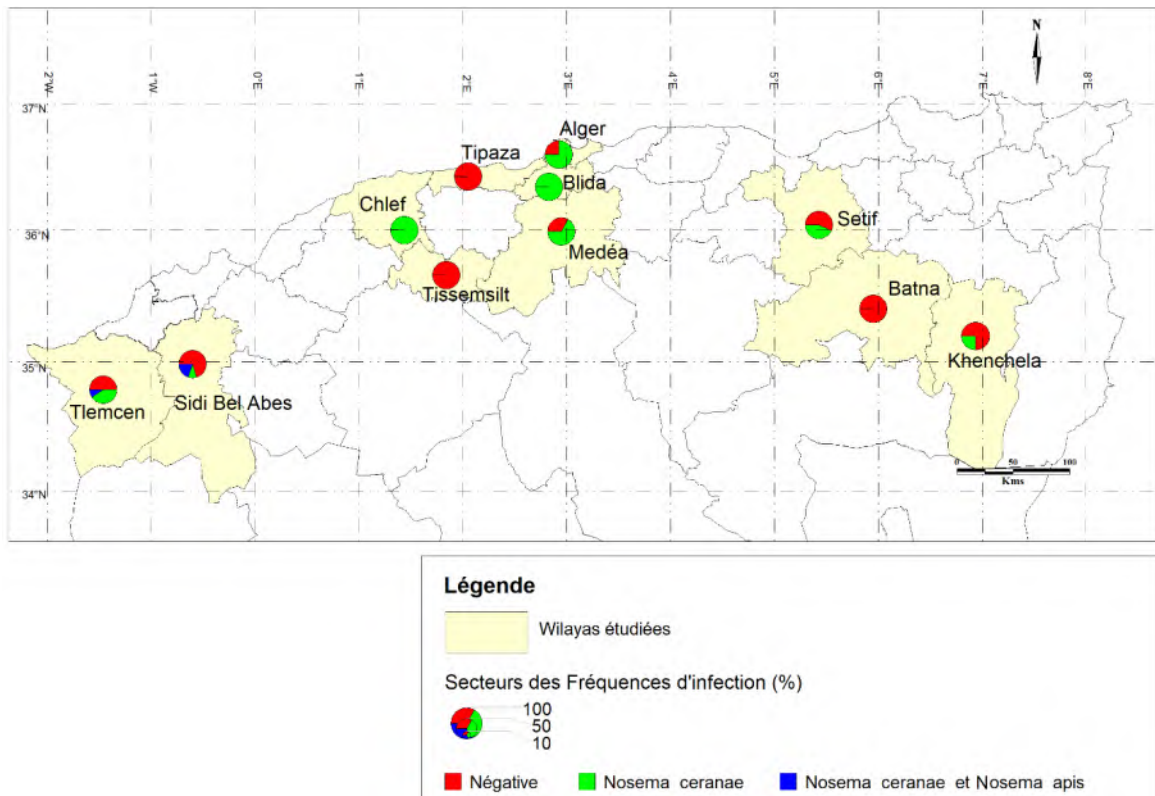 N
2°W 1°W 0°E 1°E 2°E 3°E 5°E 6°E 7°E 8°E
37°N
Alger
Tipaza
Blida
Chlef
Setif
36°N
Medéa
Batna
Tissemsilt
Khenchela
35°N
Sidi Bel Abes
Tlemcen
0 50 100
Kms
34°N
Légende
Wilayas étudiées
Secteurs des Fréquences d'infection (%)
100
50
10
Négative Nosema ceranae Nosema ceranae et Nosema apis